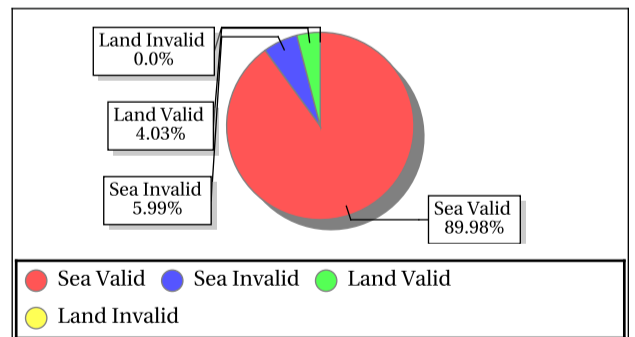 Land Invalid
0.0%
Land Valid
4.03%
Sea Invalid
5.99%
Sea Valid
89.98%
Sea Valid Sea Invalid Land Valid
Land Invalid